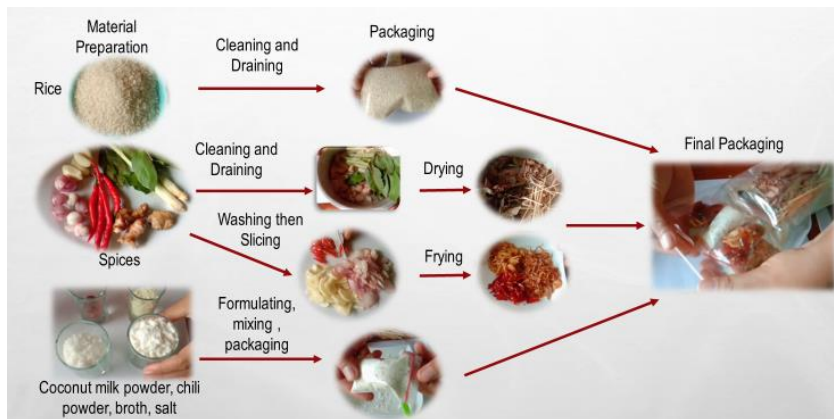 Material
Preparation
Cleaning and
Draining
Packaging
Rice
Final Packaging
Cleaning and
Draining
Drying
Washing then
Slicing
Frying
Spices
Formulating,
mixing ,
packaging
Coconut milk powder, chili
powder, broth, salt